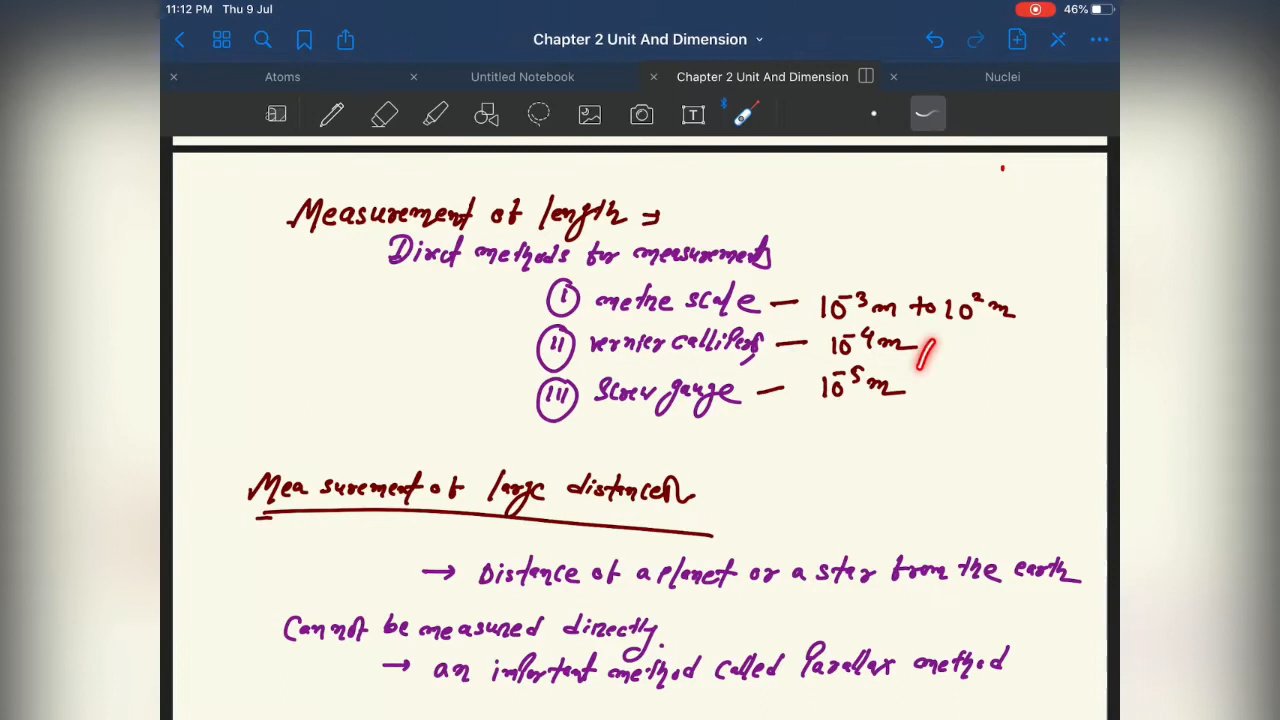 11:12 PM Thu 9 Jul
46%
Chapter 2 Unit And Dimension
Atoms
Untitled Notebook
Chapter 2 Unit And Dimension
Nuclei
Measurement of length ⇒
Direct methods for measurements
(i) metre scale — 10⁻³m to 10²m
(ii) vernier callipers — 10⁻⁴m
(iii) Screw gauge — 10⁻⁵m
Measurement of large distances
→ Distance of a planet or a star from the earth
Cannot be measured directly.
→ an important method called Parallax method